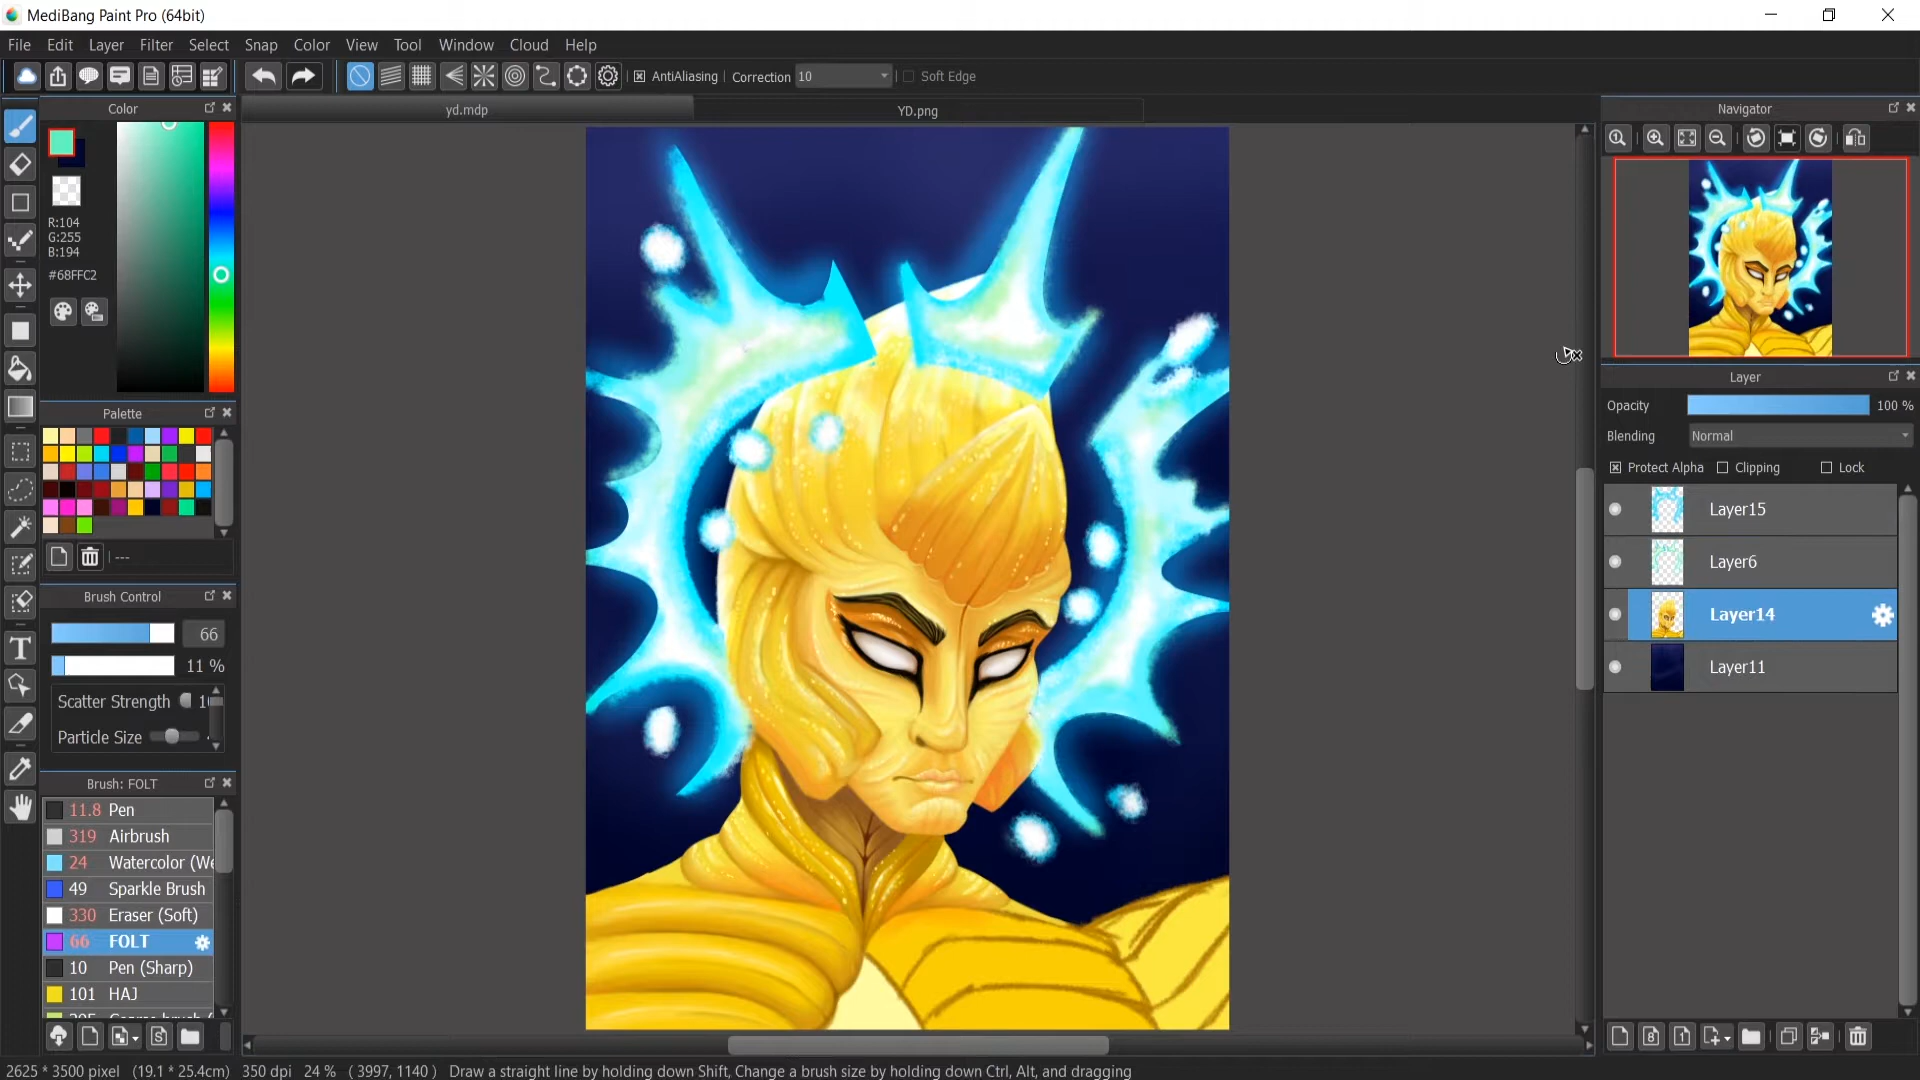 MediBang Paint Pro (64bit)
File Edit Layer Filter Select Snap Color View Tool Window Cloud Help
AntiAliasing Correction 10 Soft Edge
Color
yd.mdp
YD.png
Navigator
R:104
G:255
B:194
#68FFC2
Palette
---
Brush Control
66
11 %
Scatter Strength
Particle Size
Brush: FOLT
11.8 Pen
319 Airbrush
24 Watercolor (We
49 Sparkle Brush
330 Eraser (Soft)
66 FOLT
10 Pen (Sharp)
101 HAJ
Layer
Opacity 100 %
Blending Normal
Protect Alpha Clipping Lock
Layer15
Layer6
Layer14
Layer11
2625 * 3500 pixel (19.1 * 25.4cm) 350 dpi 24 % ( 3997, 1140 ) Draw a straight line by holding down Shift, Change a brush size by holding down Ctrl, Alt, and dragging